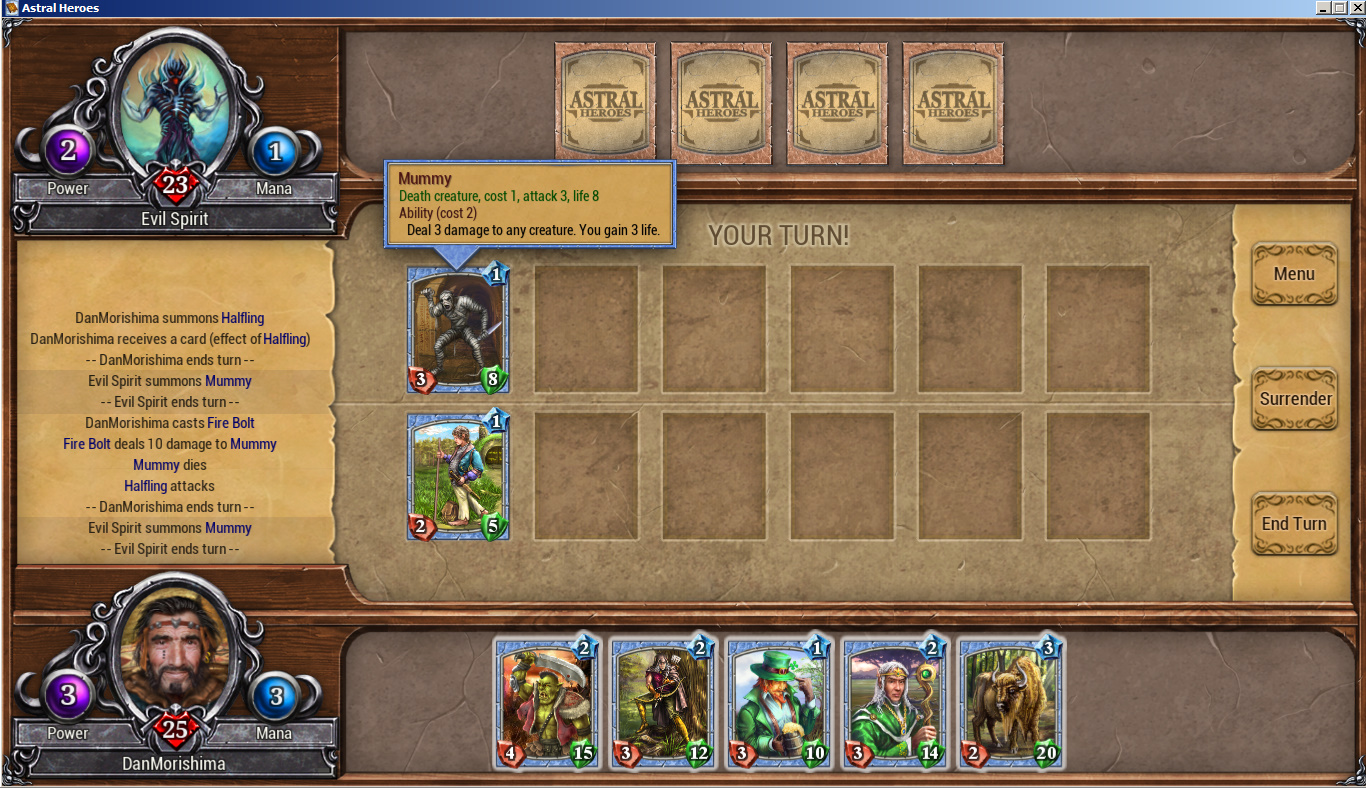 Astral Heroes
ASTRAL
HEROES
ASTRAL
HEROES
ASTRAL
HEROES
ASTRAL
HEROES
2
1
Power
23
Mana
Evil Spirit
Mummy
Death creature, cost 1, attack 3, life 8
Ability (cost 2)
Deal 3 damage to any creature. You gain 3 life.
YOUR TURN!
1
3
8
1
2
5
Menu
Surrender
End Turn
DanMorishima summons Halfling
DanMorishima receives a card (effect of Halfling)
-- DanMorishima ends turn --
Evil Spirit summons Mummy
-- Evil Spirit ends turn --
DanMorishima casts Fire Bolt
Fire Bolt deals 10 damage to Mummy
Mummy dies
Halfling attacks
-- DanMorishima ends turn --
Evil Spirit summons Mummy
-- Evil Spirit ends turn --
3
3
Power
25
Mana
DanMorishima
2
4
15
2
3
12
1
3
10
2
3
14
3
2
20